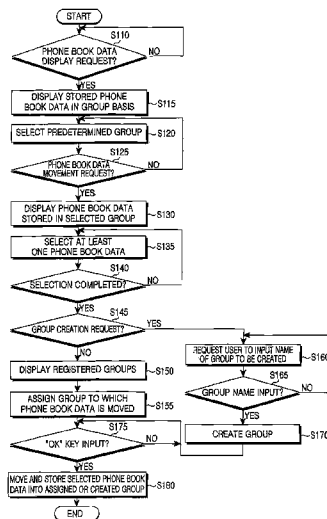 START
S110
PHONE BOOK DATA
DISPLAY REQUEST?
NO
YES
DISPLAY STORED PHONE
BOOK DATA IN GROUP BASIS
S115
SELECT PREDETERMINED GROUP
S120
S125
PHONE BOOK DATA
MOVEMENT REQUEST?
NO
YES
DISPLAY PHONE BOOK DATA
STORED IN SELECTED GROUP
S130
SELECT AT LEAST
ONE PHONE BOOK DATA
S135
S140
SELECTION COMPLETED?
NO
YES
S145
GROUP CREATION REQUEST?
YES
NO
REQUEST USER TO INPUT NAME
OF GROUP TO BE CREATED
S160
DISPLAY REGISTERED GROUPS
S150
S165
GROUP NAME INPUT?
NO
YES
ASSIGN GROUP TO WHICH
PHONE BOOK DATA IS MOVED
S155
CREATE GROUP
S170
S175
"OK" KEY INPUT?
NO
YES
MOVE AND STORE SELECTED PHONE BOOK
DATA INTO ASSIGNED OR CREATED GROUP
S180
END